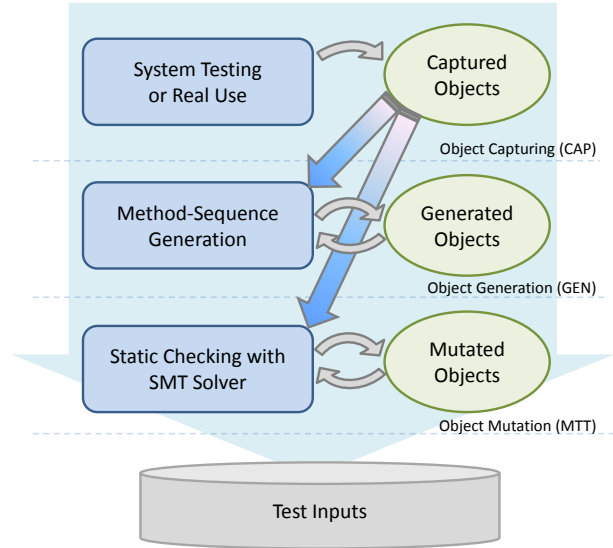 System Testing
or Real Use
Captured
Objects
Object Capturing (CAP)
Method-Sequence
Generation
Generated
Objects
Object Generation (GEN)
Static Checking with
SMT Solver
Mutated
Objects
Object Mutation (MTT)
Test Inputs